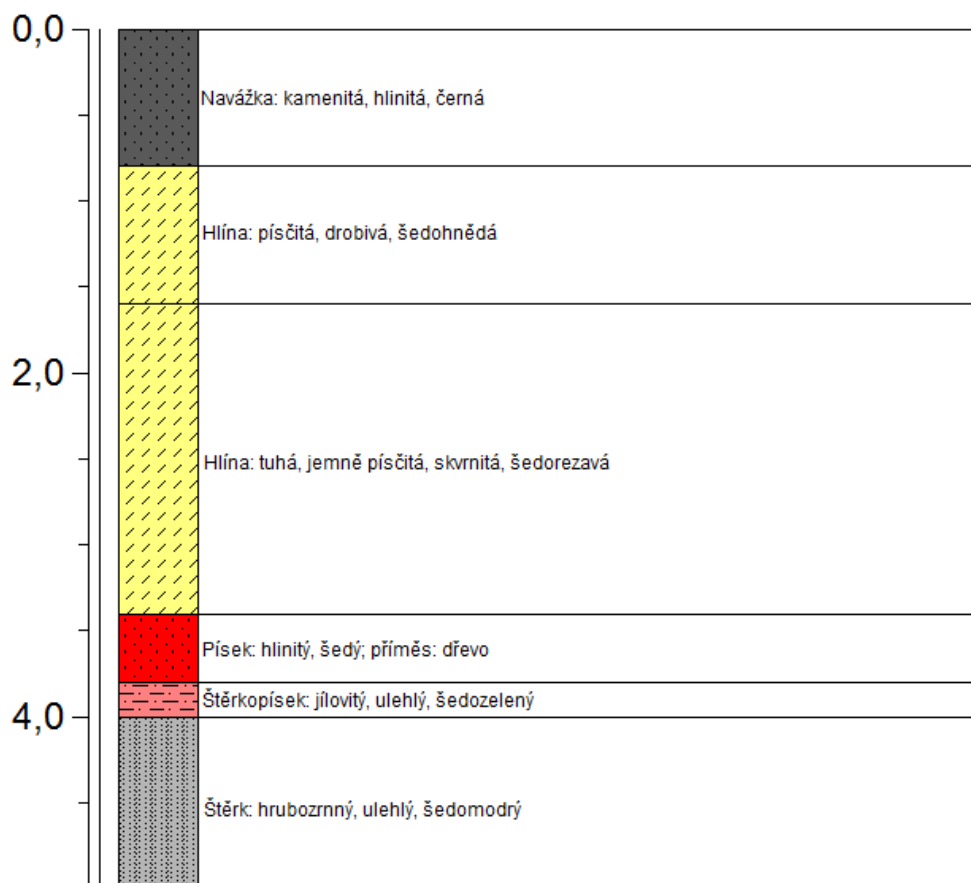 0,0
Navážka: kamenitá, hlinitá, černá
Hlína: písčitá, drobivá, šedohnědá
2,0
Hlína: tuhá, jemně písčitá, skvrnitá, šedorezavá
Písek: hlinitý, šedý; příměs: dřevo
Štěrkopísek: jílovitý, ulehlý, šedozelený
4,0
Štěrk: hrubozrnný, ulehlý, šedomodrý